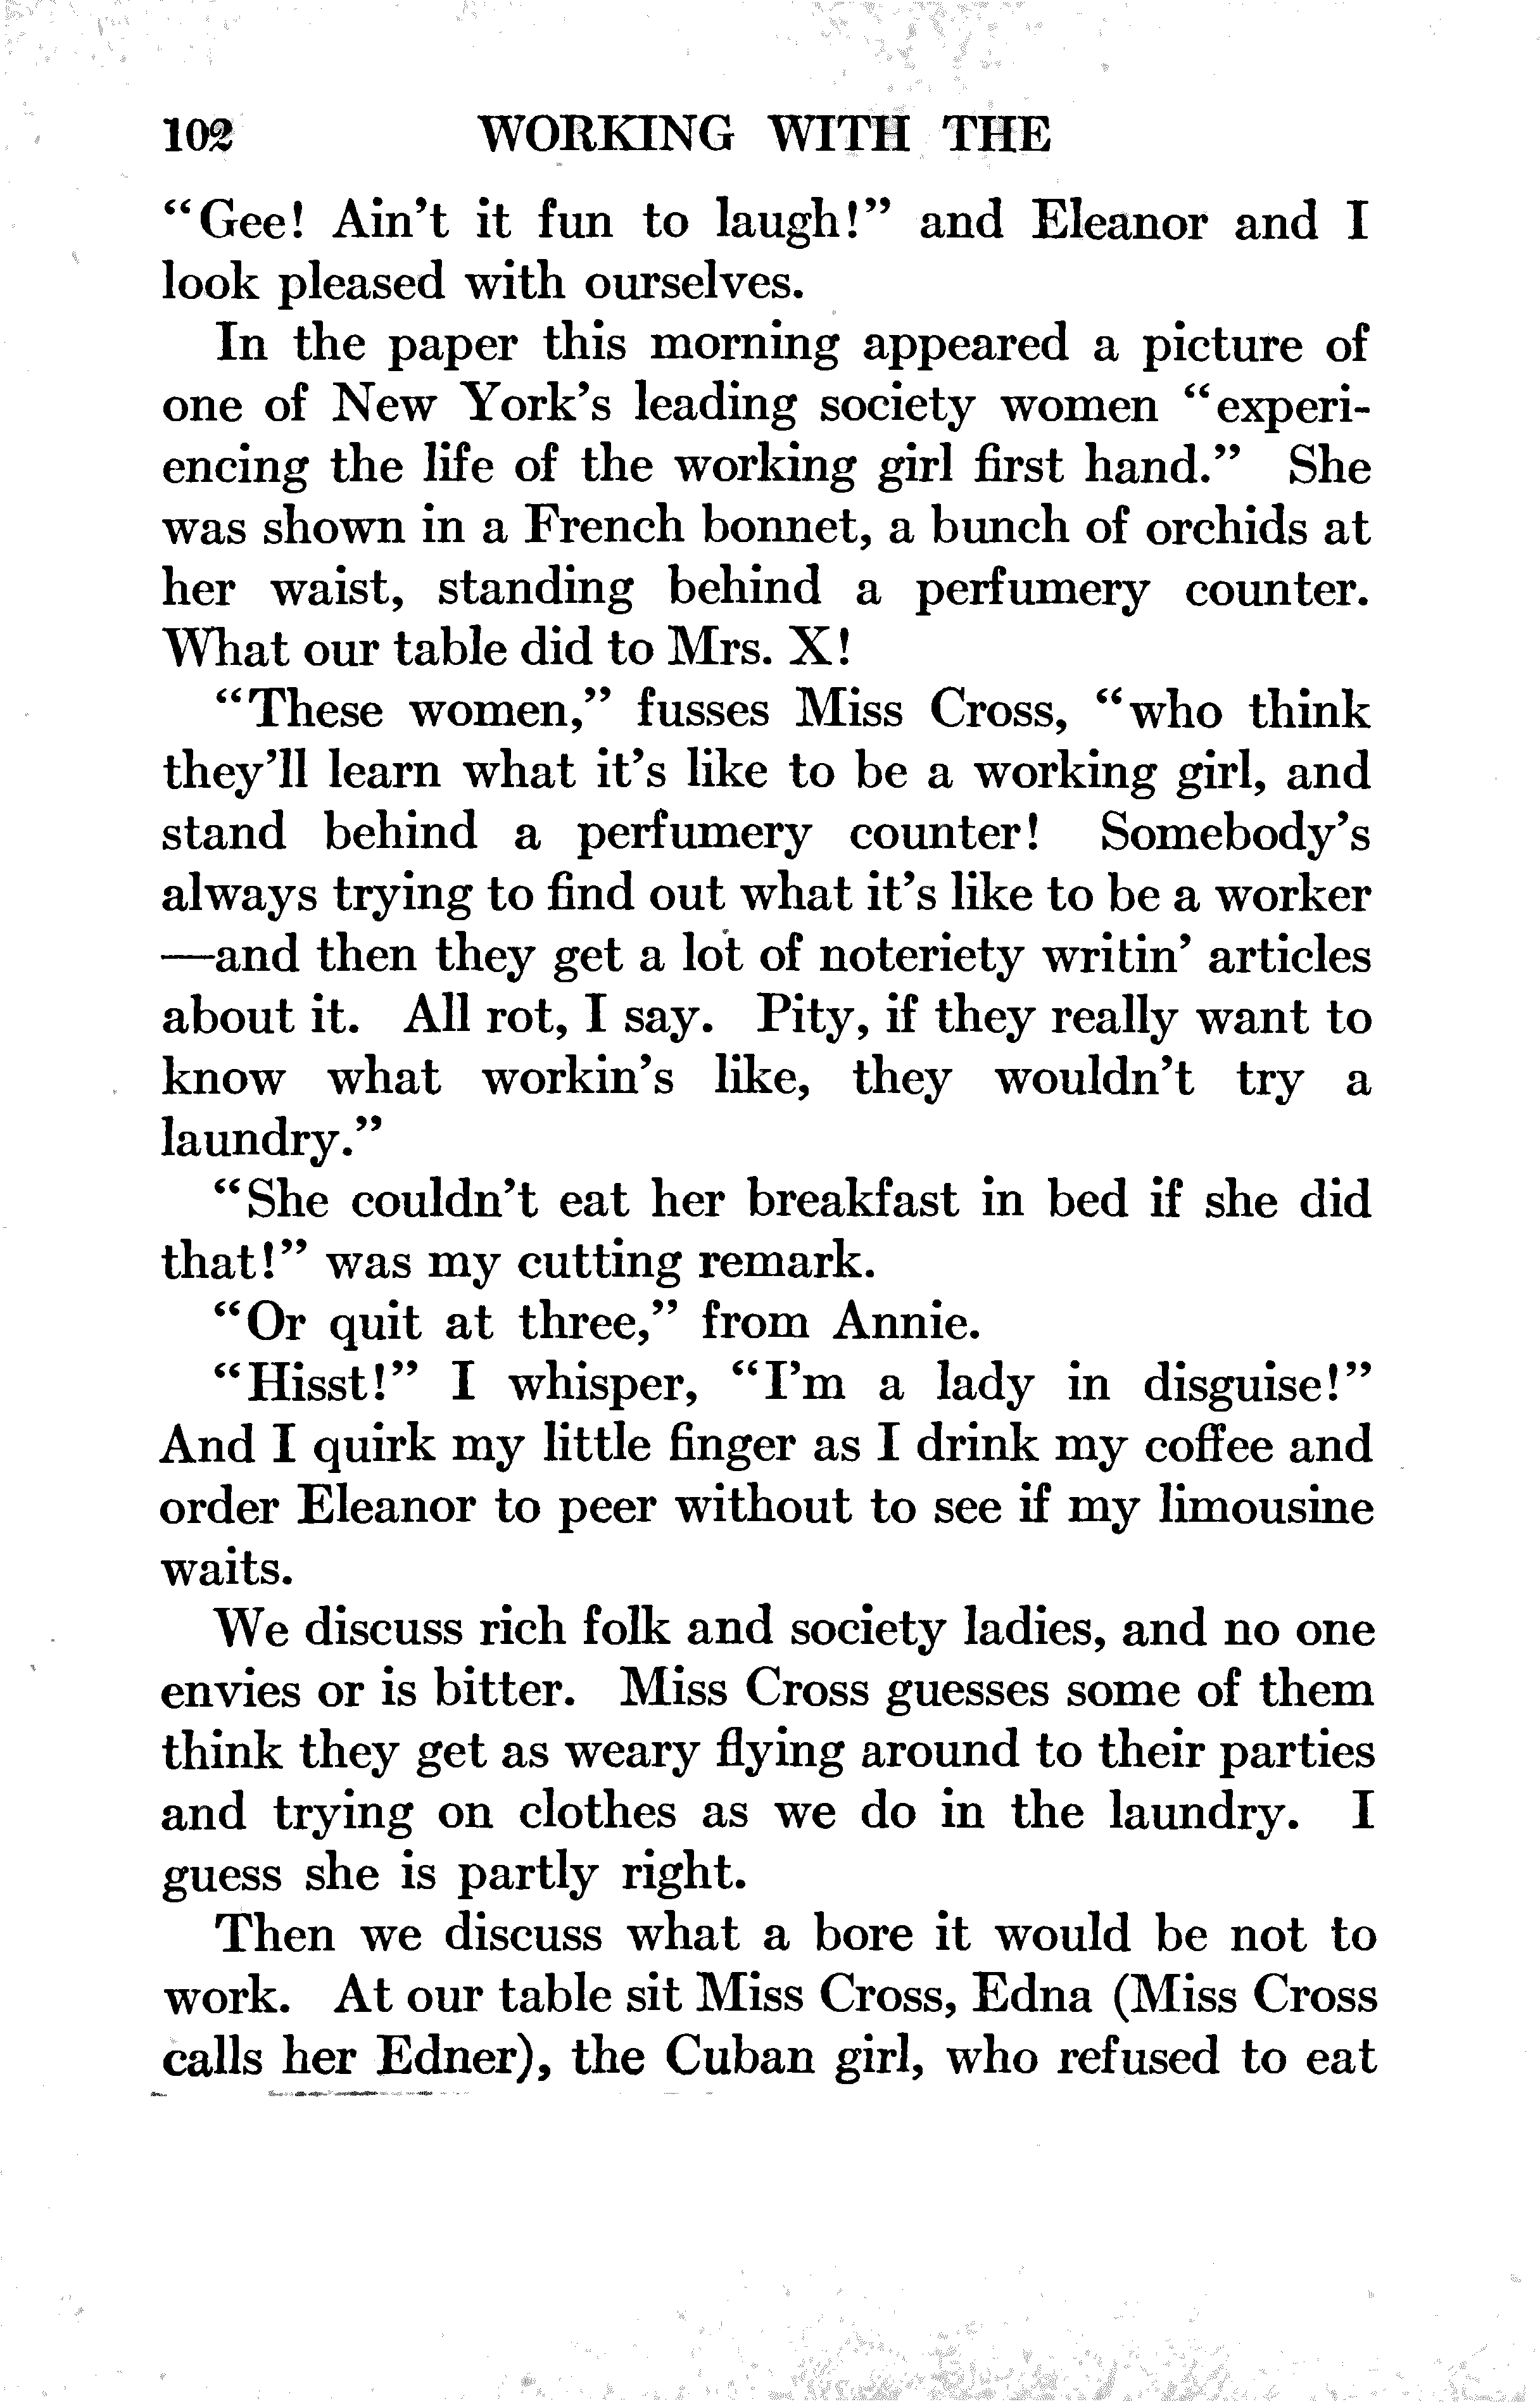 102 WORKING WITH THE
“Gee! Ain’t it fun to laugh!” and Eleanor and I
look pleased with ourselves.
In the paper this morning appeared a picture of
one of New York’s leading society women “experi-
encing the life of the working girl first hand.” She
was shown in a French bonnet, a bunch of orchids at
her waist, standing behind a perfumery counter.
What our table did to Mrs. X!
“These women,” fusses Miss Cross, “who think
they’ll learn what it’s like to be a working girl, and
stand behind a perfumery counter! Somebody’s
always trying to find out what it’s like to be a worker
—and then they get a lot of noteriety writin’ articles
about it. All rot, I say. Pity, if they really want to
know what workin’s like, they wouldn’t try a
laundry.”
“She couldn’t eat her breakfast in bed if she did
that!” was my cutting remark.
“Or quit at three,” from Annie.
“Hisst!” I whisper, “I’m a lady in disguise!”
And I quirk my little finger as I drink my coffee and
order Eleanor to peer without to see if my limousine
waits.
We discuss rich folk and society ladies, and no one
envies or is bitter. Miss Cross guesses some of them
think they get as weary flying around to their parties
and trying on clothes as we do in the laundry. I
guess she is partly right.
Then we discuss what a bore it would be not to
work. At our table sit Miss Cross, Edna (Miss Cross
calls her Edner), the Cuban girl, who refused to eat